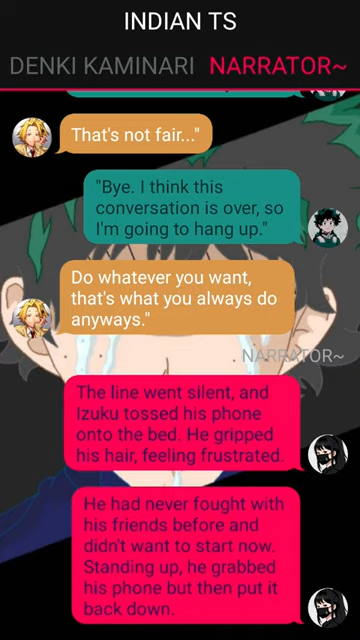 INDIAN TS
DENKI KAMINARI NARRATOR~
That's not fair..."
"Bye. I think this
conversation is over, so
I'm going to hang up."
Do whatever you want,
that's what you always do
anyways."
NARRATOR~
The line went silent, and
Izuku tossed his phone
onto the bed. He gripped
his hair, feeling frustrated.
He had never fought with
his friends before and
didn't want to start now.
Standing up, he grabbed
his phone but then put it
back down.